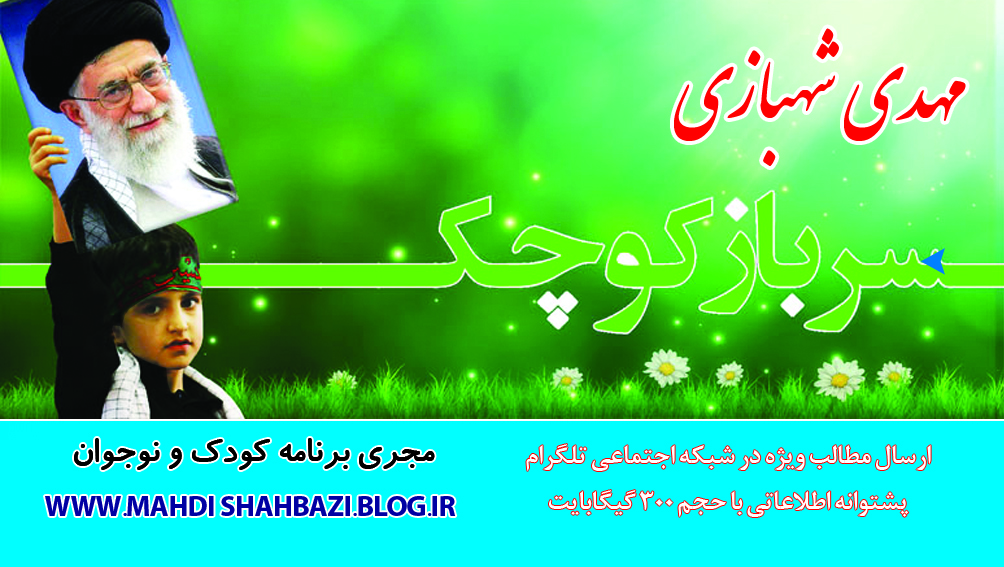 مهدی شهبازی
سرباز کوچک
مجری برنامه کودک و نوجوان
WWW.MAHDI SHAHBAZI.BLOG.IR
ارسال مطالب ویژه در شبکه اجتماعی تلگرام
پشتوانه اطلاعاتی با حجم ۳۰۰ گیگابایت